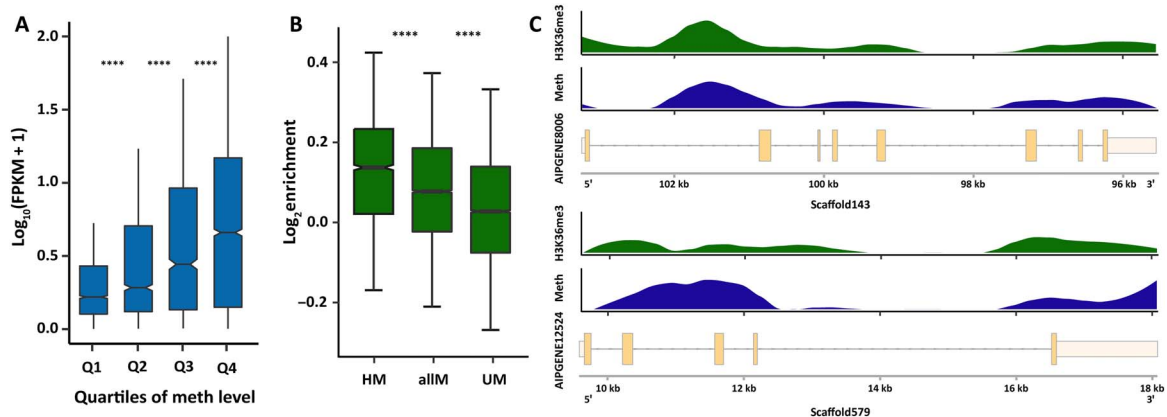 A
Log10(FPKM + 1)
2.0
1.5
1.0
0.5
0.0
**** **** ****
Q1 Q2 Q3 Q4
Quartiles of meth level
B
Log2enrichment
0.4
0.2
0.0
−0.2
**** ****
HM allM UM
C
H3K36me3
Meth
AIPGENE8006
5' 102 kb 100 kb 98 kb 96 kb 3'
Scaffold143
H3K36me3
Meth
AIPGENE12524
10 kb 12 kb 14 kb 16 kb 18 kb
5' 3'
Scaffold579